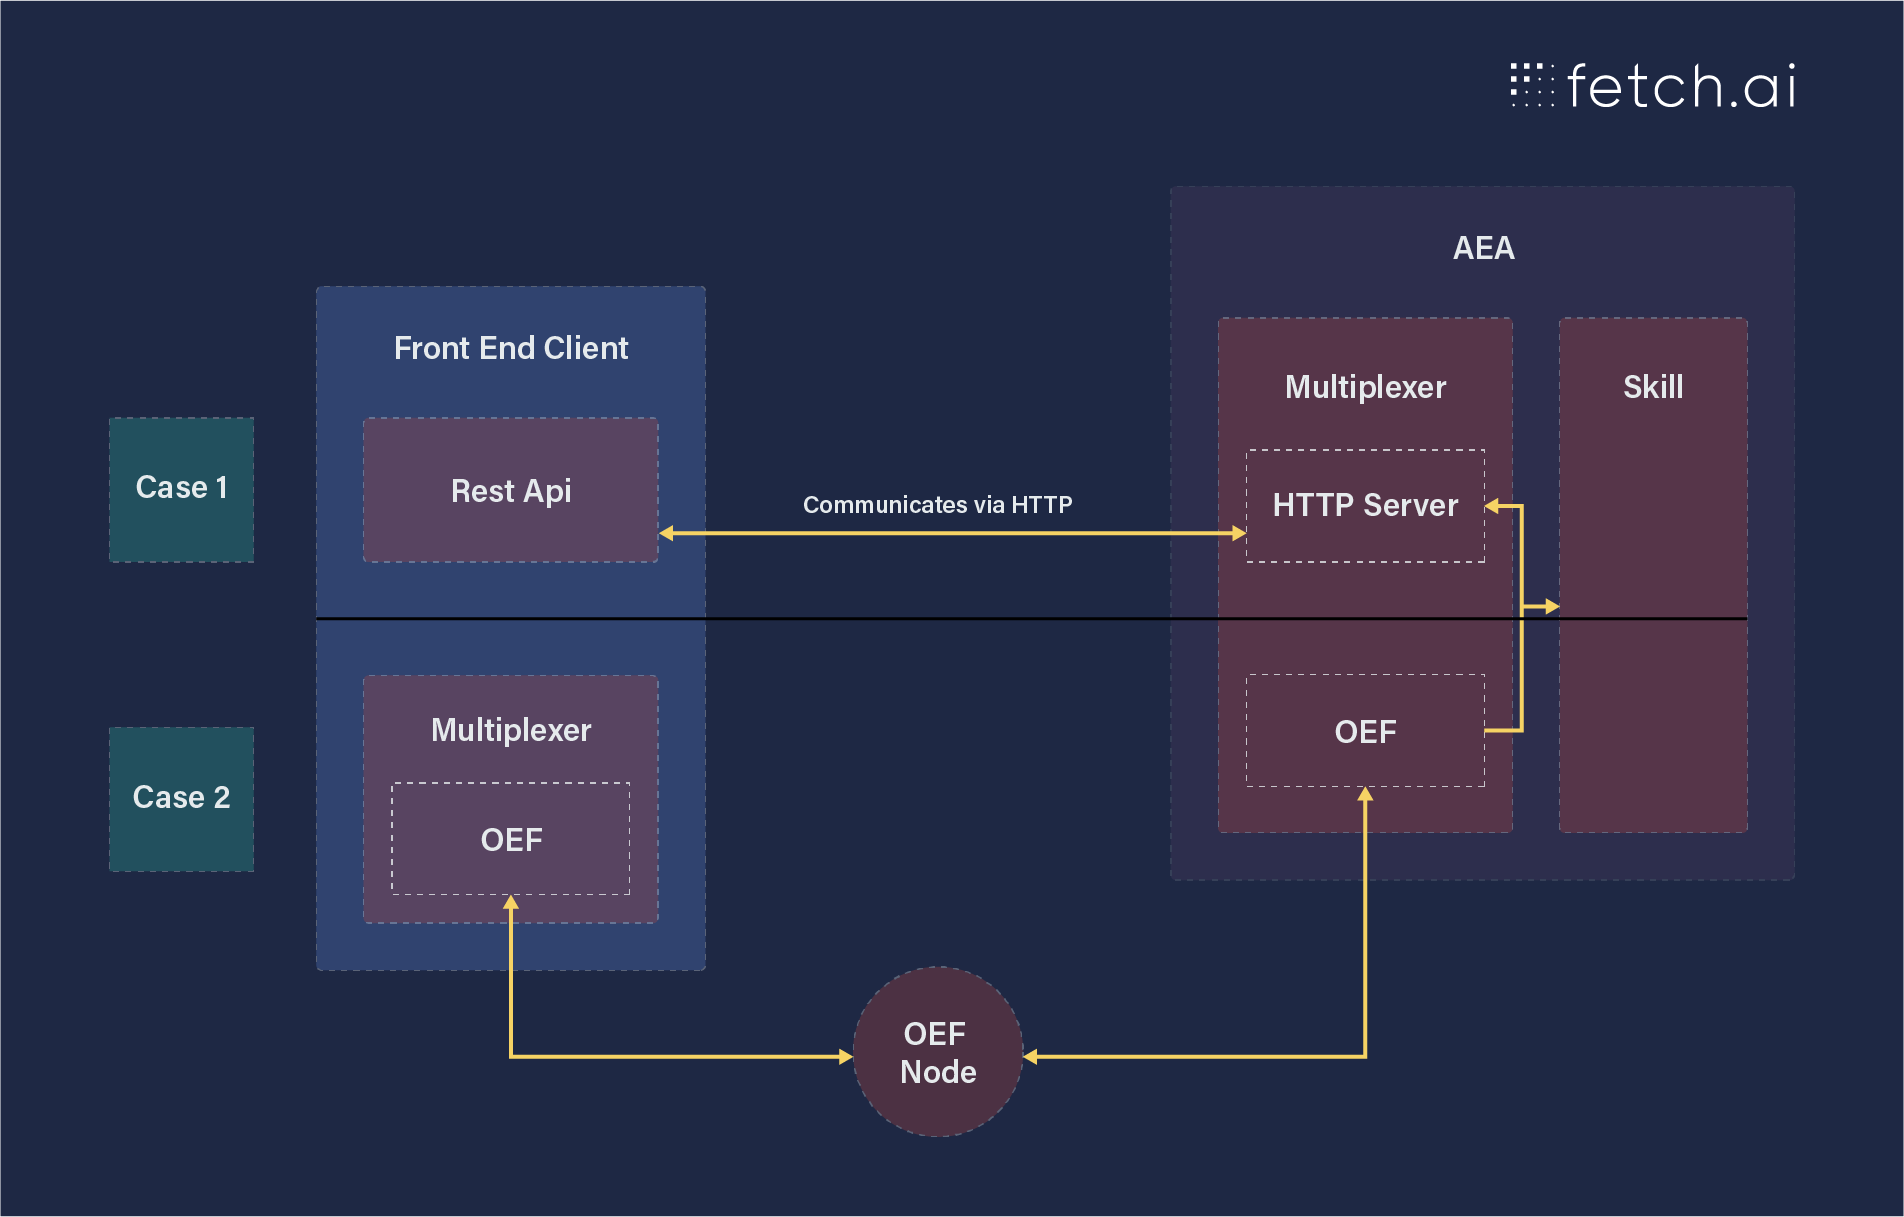 fetch.ai
AEA
Front End Client
Multiplexer
Skill
Case 1
Rest Api
Communicates via HTTP
HTTP Server
Multiplexer
OEF
Case 2
OEF
OEF
Node